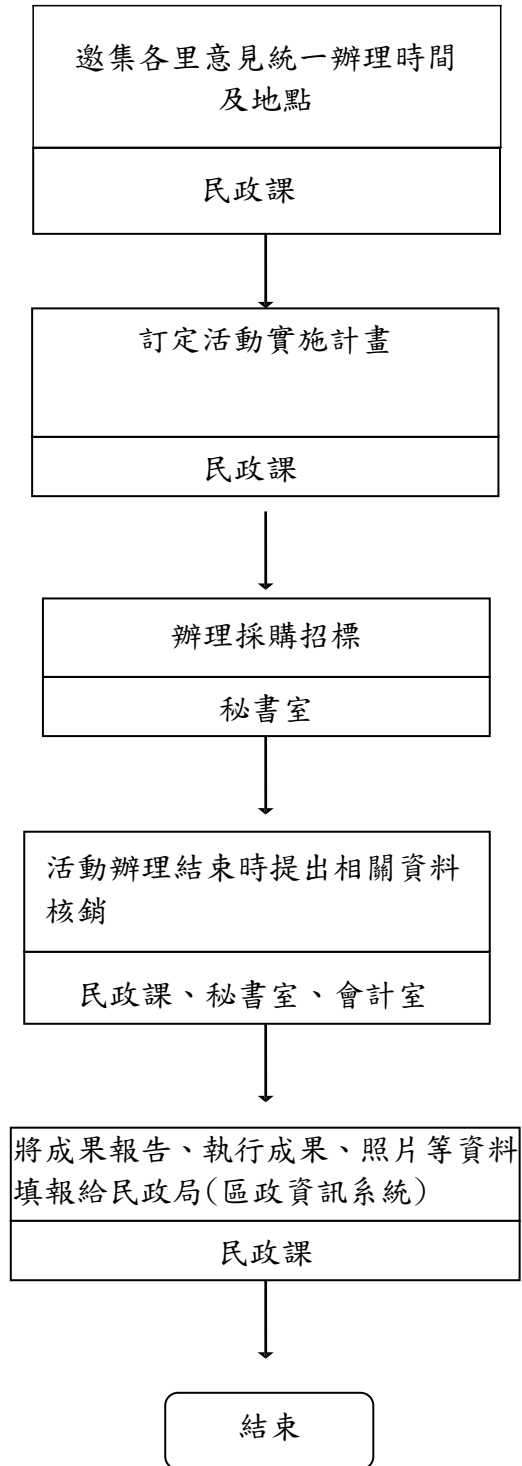 邀集各里意見統一辦理時間
及地點
民政課
訂定活動實施計畫
民政課
辦理採購招標
秘書室
活動辦理結束時提出相關資料
核銷
民政課、秘書室、會計室
將成果報告、執行成果、照片等資料
填報給民政局(區政資訊系統)
民政課
結束